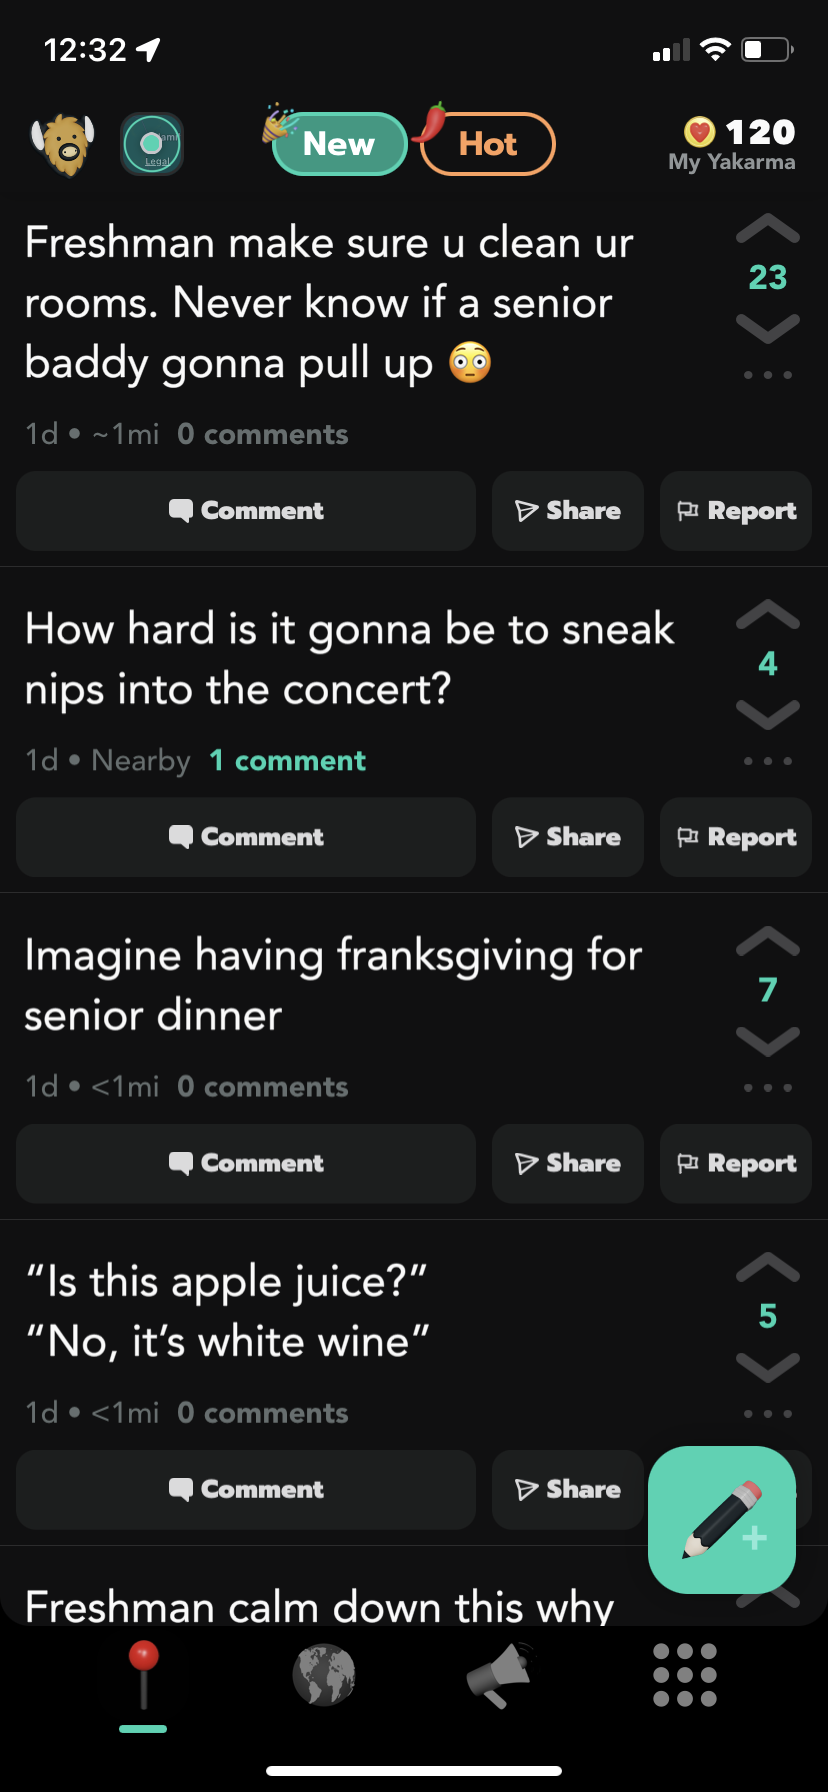 12:32
New
Hot
120
My Yakarma
Legal
Freshman make sure u clean ur
rooms. Never know if a senior
baddy gonna pull up 😳
23
1d • ~1mi 0 comments
Comment
Share
Report
How hard is it gonna be to sneak
nips into the concert?
4
1d • Nearby 1 comment
Comment
Share
Report
Imagine having franksgiving for
senior dinner
7
1d • <1mi 0 comments
Comment
Share
Report
“Is this apple juice?”
“No, it’s white wine”
5
1d • <1mi 0 comments
Comment
Share
Freshman calm down this why